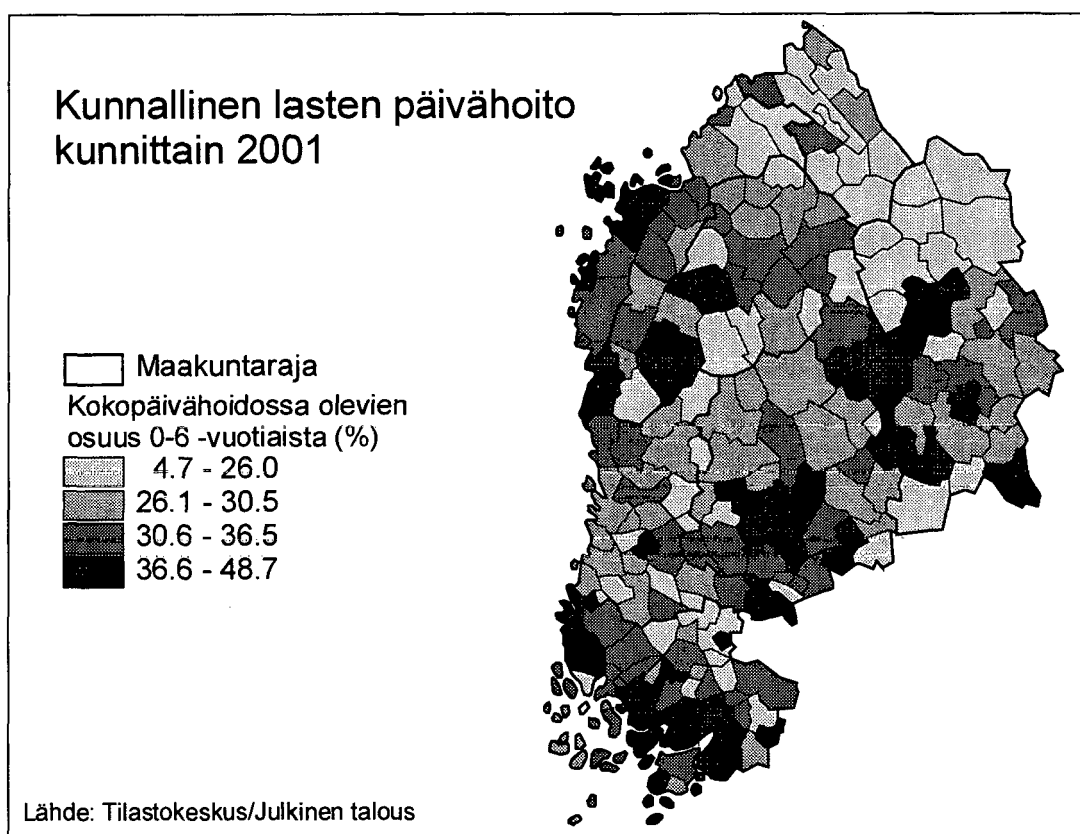 Kunnallinen lasten päivähoito
kunnittain 2001
Maakuntaraja
Kokopäivähoidossa olevien
osuus 0-6 -vuotiaista (%)
4.7 - 26.0
26.1 - 30.5
30.6 - 36.5
36.6 - 48.7
Lähde: Tilastokeskus/Julkinen talous